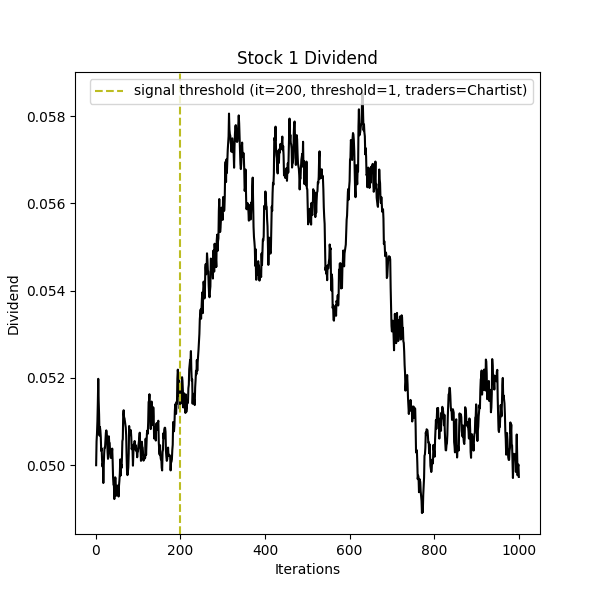 Stock 1 Dividend
signal threshold (it=200, threshold=1, traders=Chartist)
0.058
0.056
0.054
0.052
0.050
Dividend
0 200 400 600 800 1000
Iterations